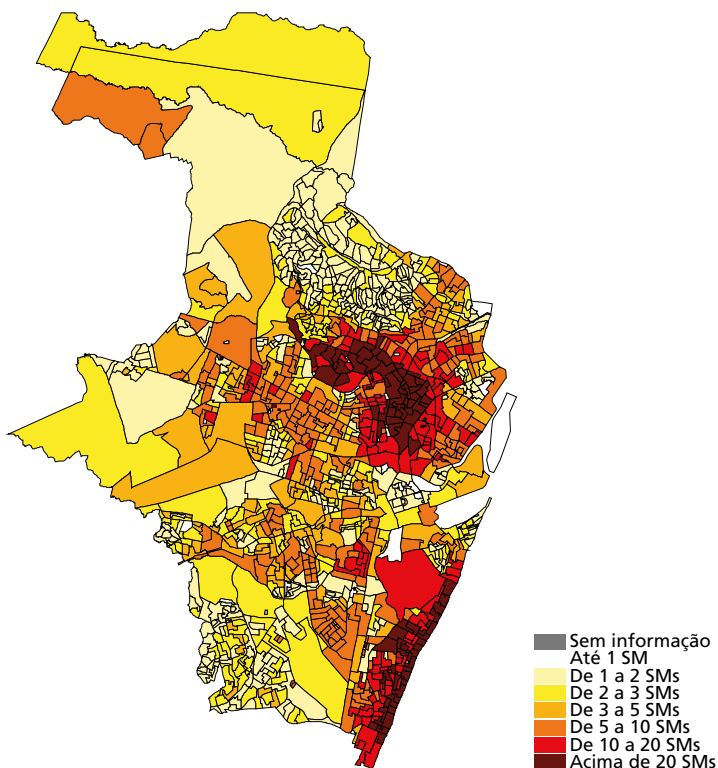 Sem informação
Até 1 SM
De 1 a 2 SMs
De 2 a 3 SMs
De 3 a 5 SMs
De 5 a 10 SMs
De 10 a 20 SMs
Acima de 20 SMs